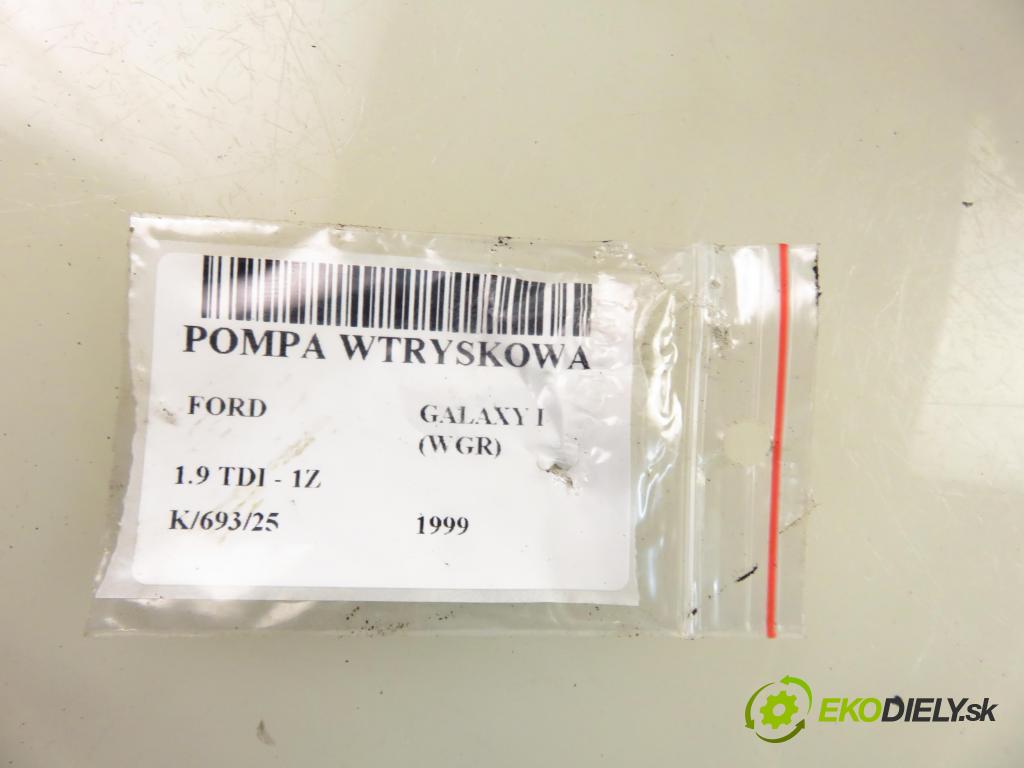 POMPA WTRYSKOWA
FORD GALAXY I
(WGR)
1.9 TDI - 1Z
K/693/25 1999
EKODIELY.sk